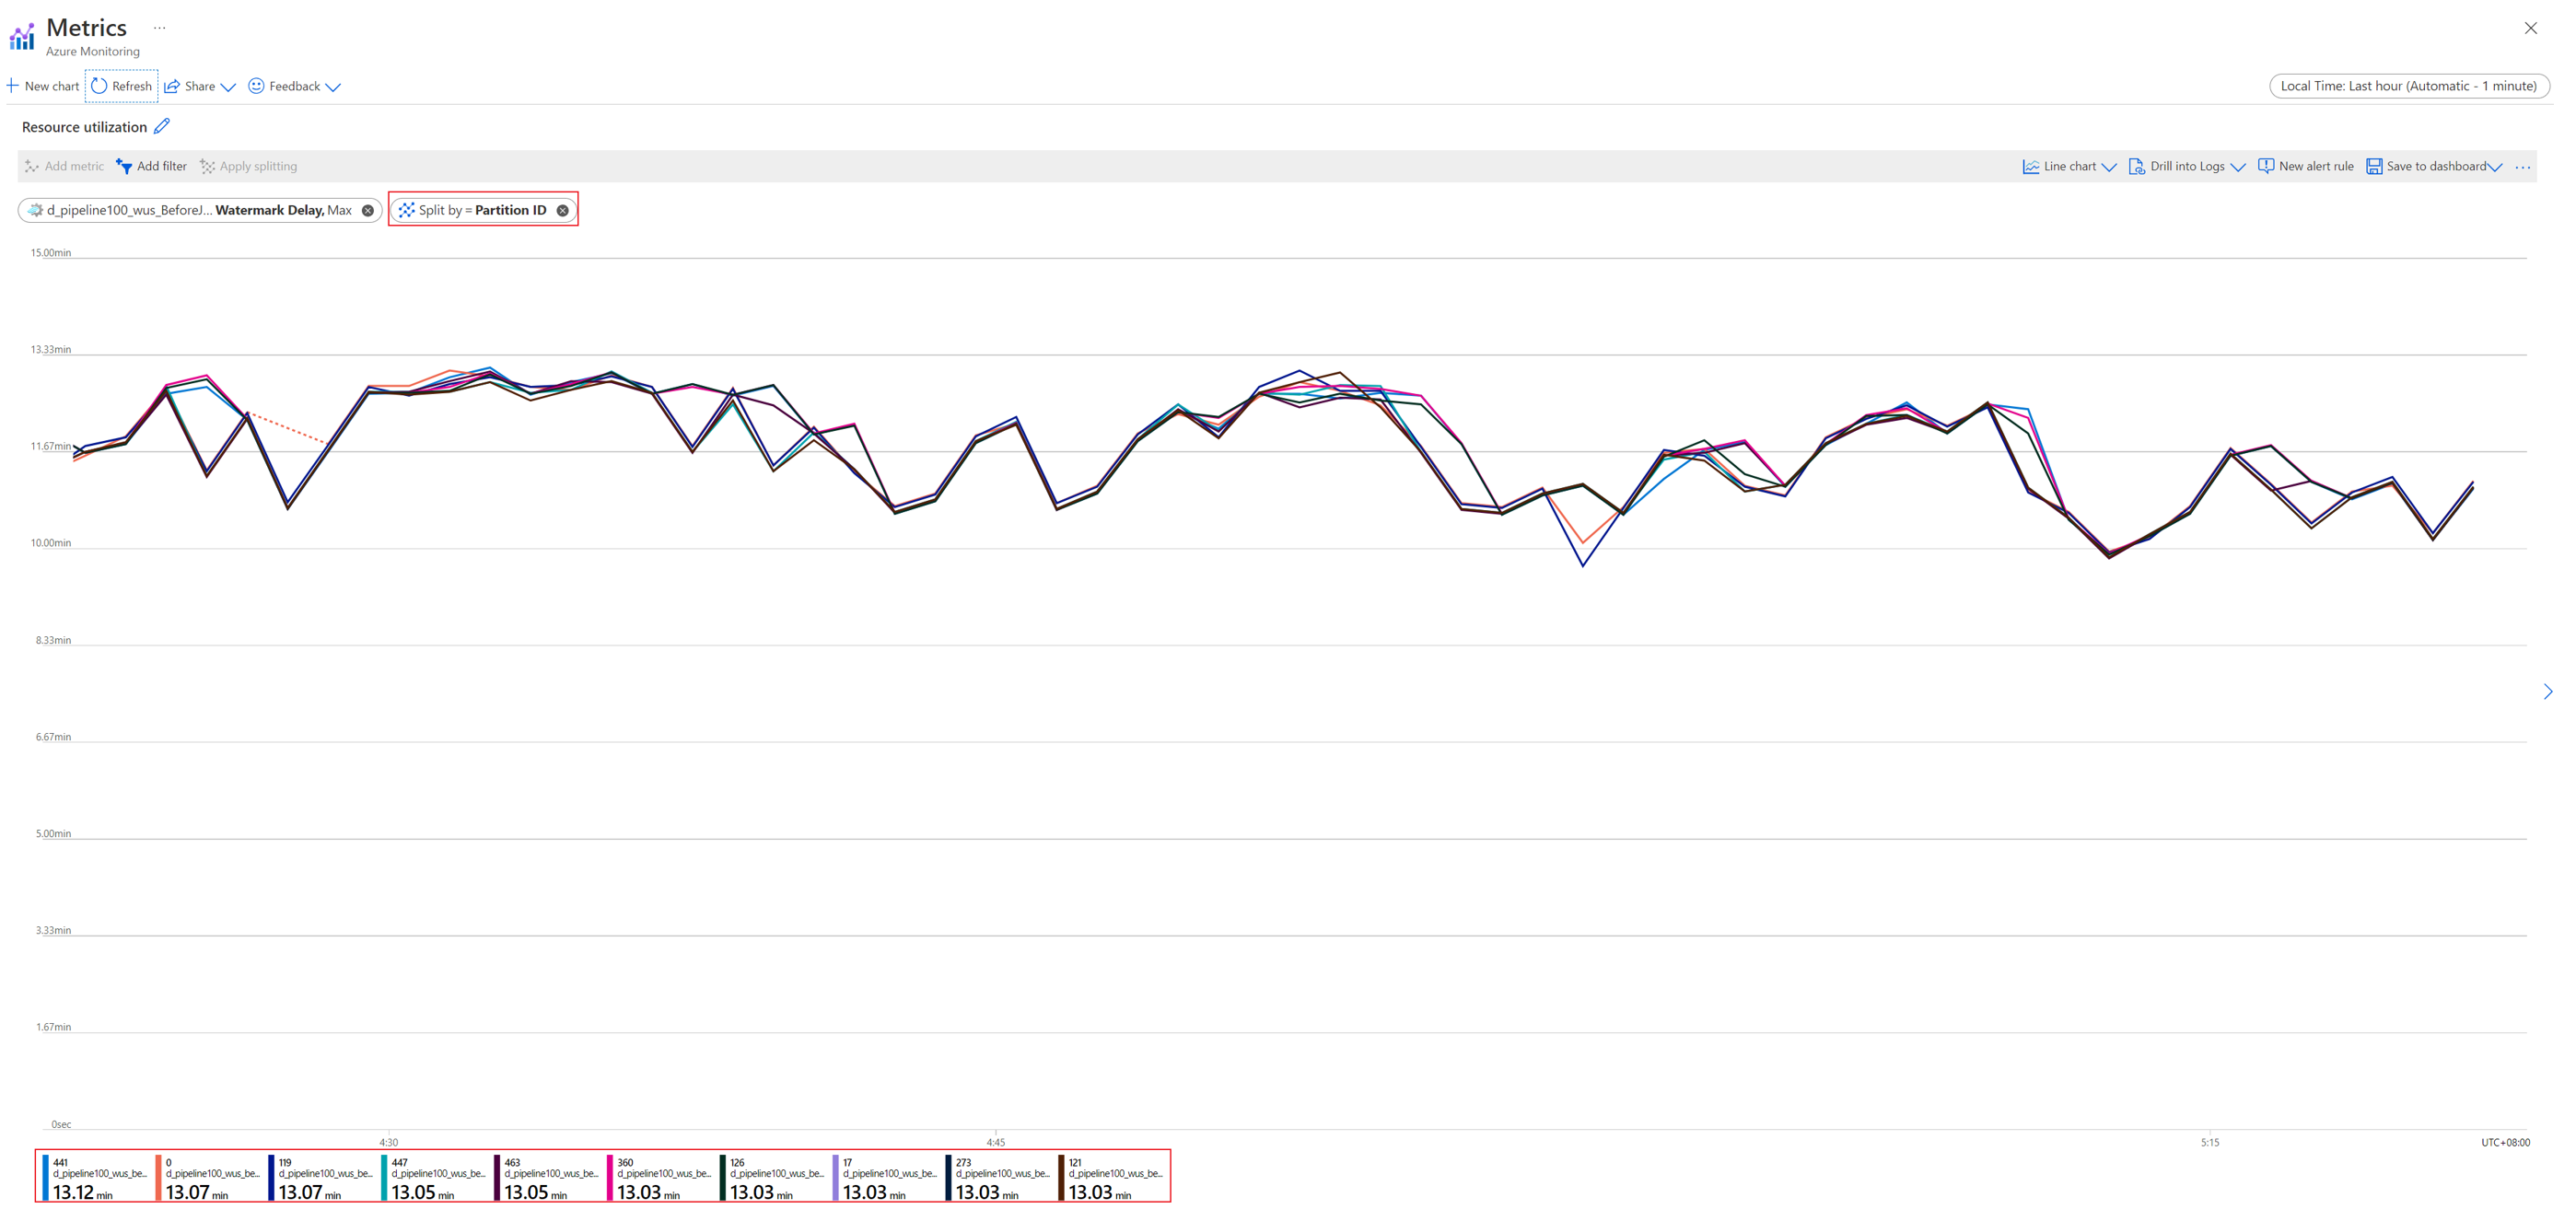 Metrics ...
Azure Monitoring
New chart Refresh Share Feedback Local Time: Last hour (Automatic - 1 minute)
Resource utilization
Add metric Add filter Apply splitting Line chart Drill into Logs New alert rule Save to dashboard ...
d_pipeline100_wus_BeforeJ... Watermark Delay, Max Split by = Partition ID
15.00min
13.33min
11.67min
10.00min
8.33min
6.67min
5.00min
3.33min
1.67min
0sec
4:30 4:45 5:15 UTC+08:00
441 0 119 447 463 360 126 17 273 121
d_pipeline100_wus_be... d_pipeline100_wus_be... d_pipeline100_wus_be... d_pipeline100_wus_be... d_pipeline100_wus_be... d_pipeline100_wus_be... d_pipeline100_wus_be... d_pipeline100_wus_be... d_pipeline100_wus_be... d_pipeline100_wus_be...
13.12 min 13.07 min 13.07 min 13.05 min 13.05 min 13.03 min 13.03 min 13.03 min 13.03 min 13.03 min